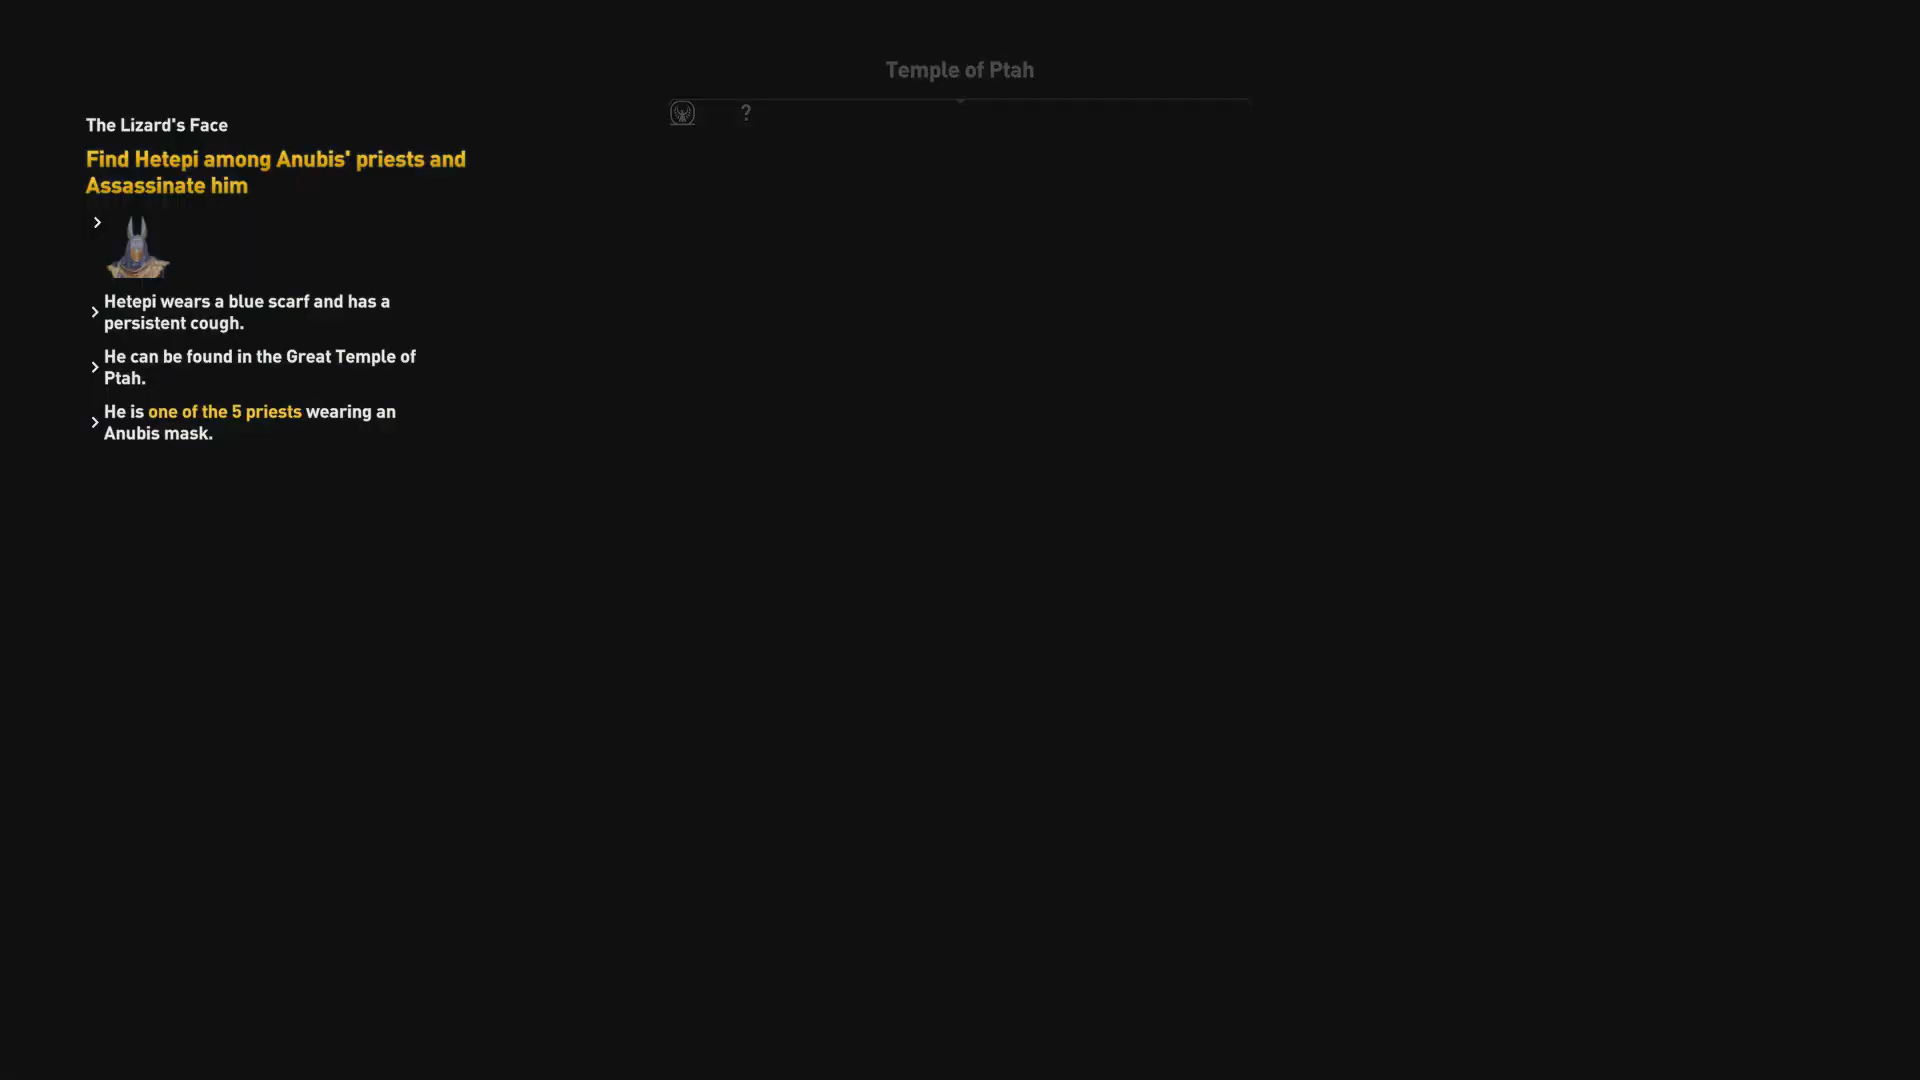 Temple of Ptah
?
The Lizard's Face
Find Hetepi among Anubis' priests and
Assassinate him
Hetepi wears a blue scarf and has a
persistent cough.
He can be found in the Great Temple of
Ptah.
He is one of the 5 priests wearing an
Anubis mask.